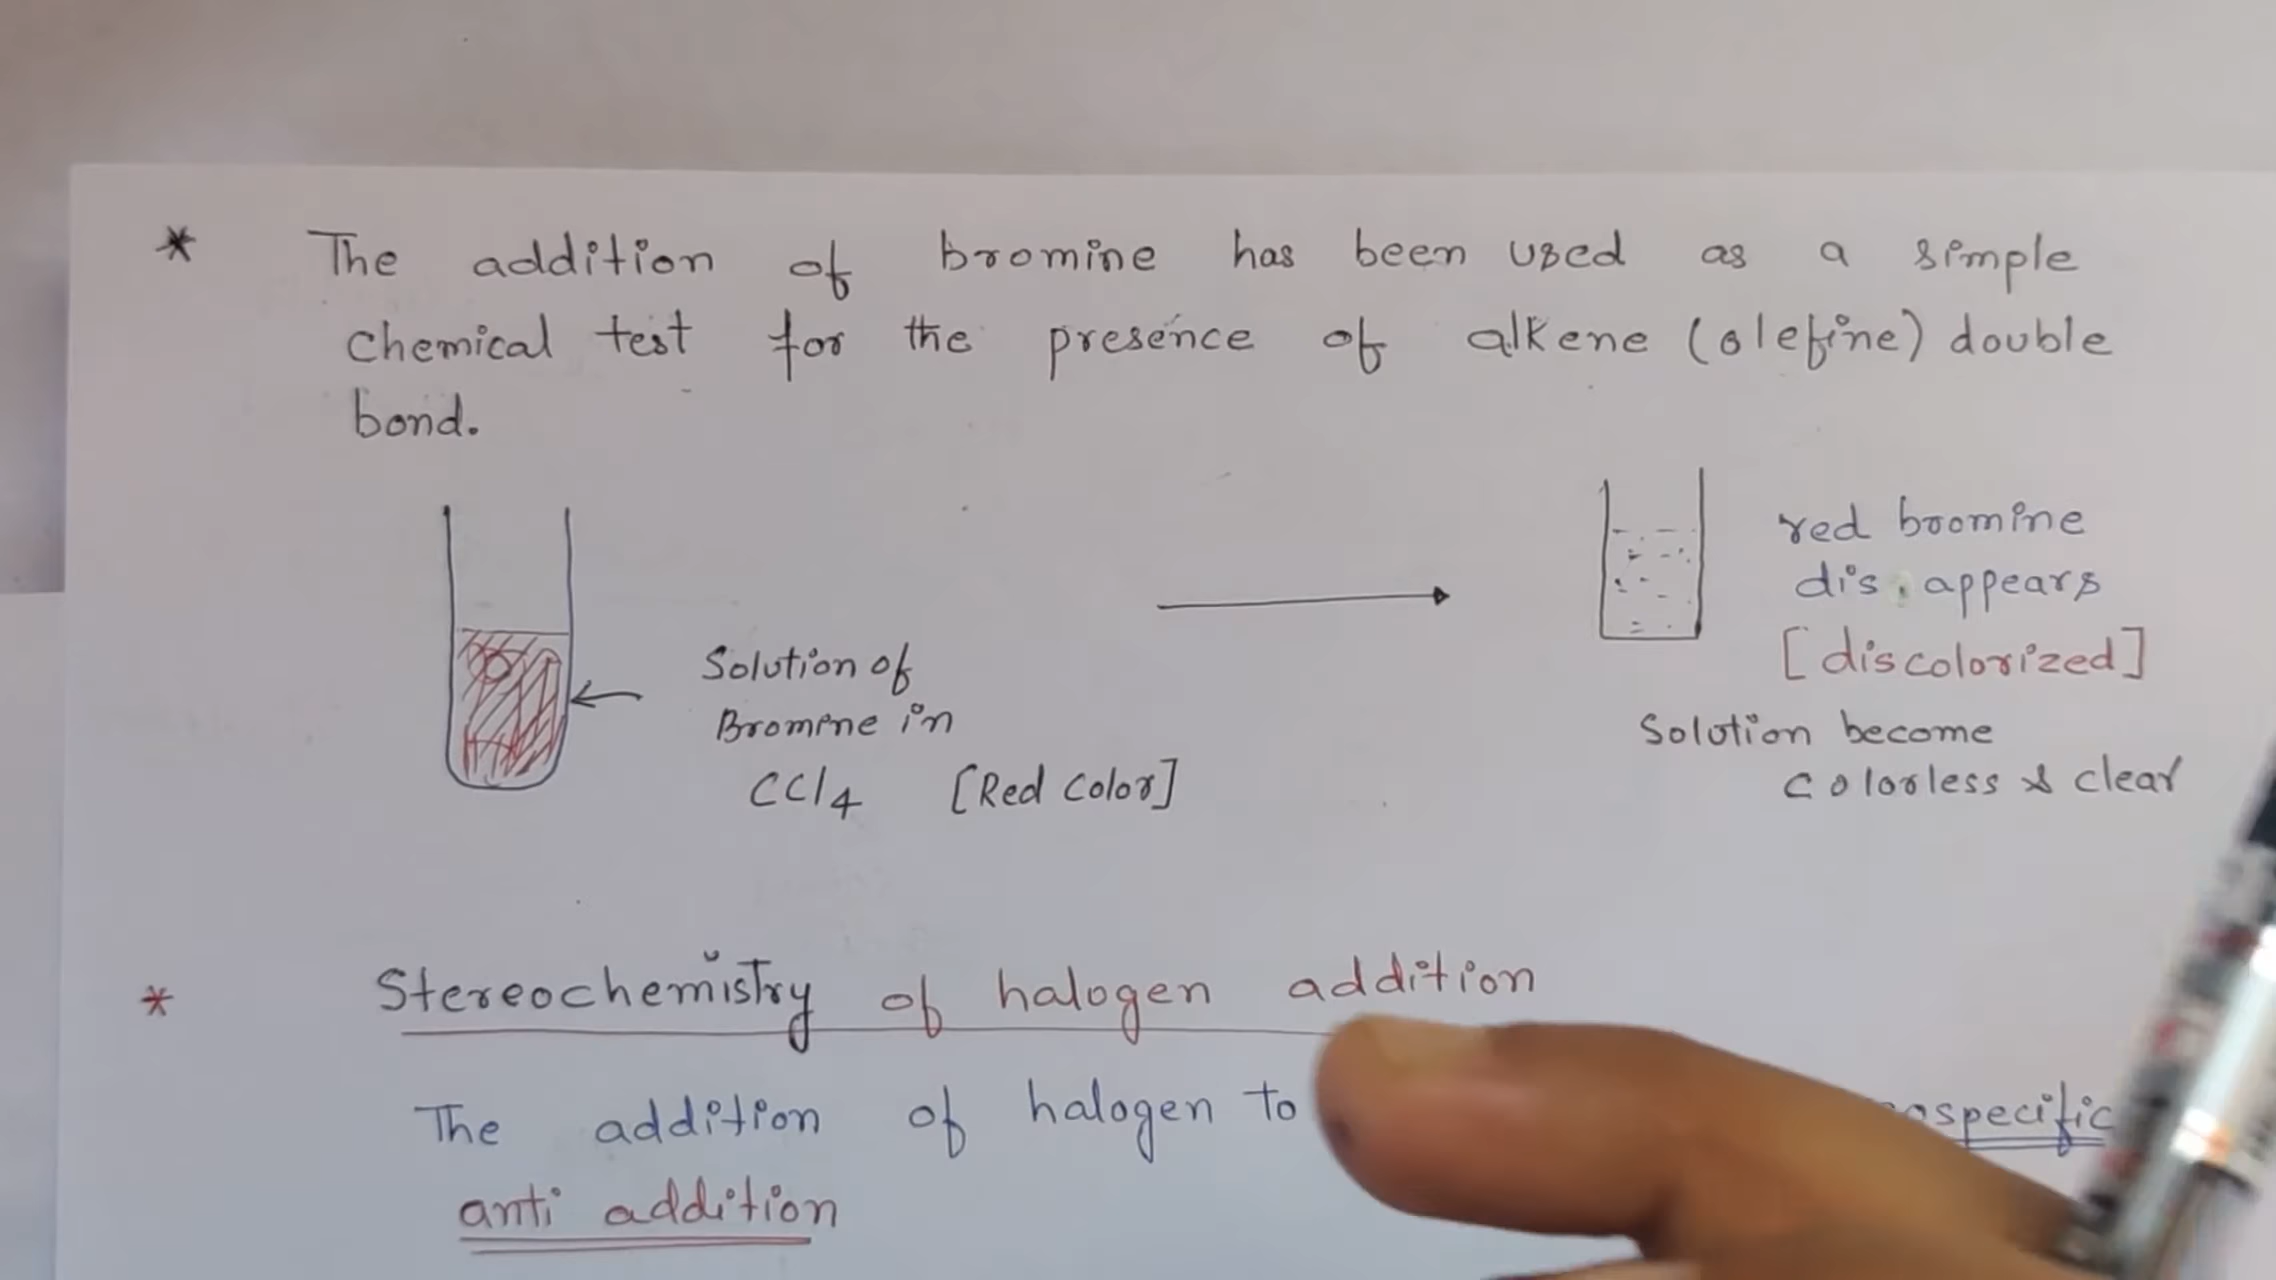 * The addition of bromine has been used as a simple
chemical test for the presence of alkene (olefine) double
bond.
Solution of
Bromine in
CCl4 [Red Color]
red bromine
dis appears
[discolorized]
Solution become
colorless & clear
* Stereochemistry of halogen addition
The addition of halogen to
anti addition